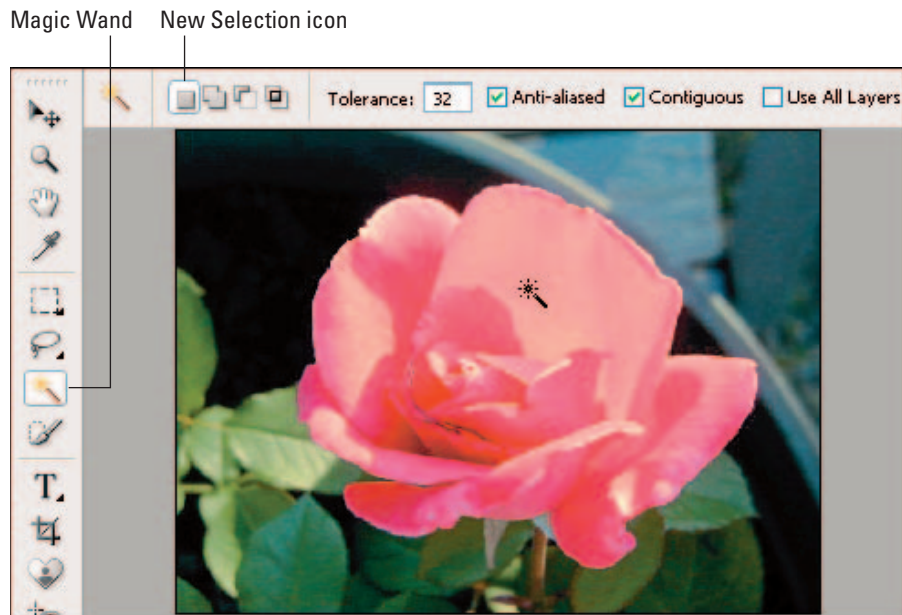 Magic Wand New Selection icon
Tolerance: 32 Anti-aliased Contiguous Use All Layers
T